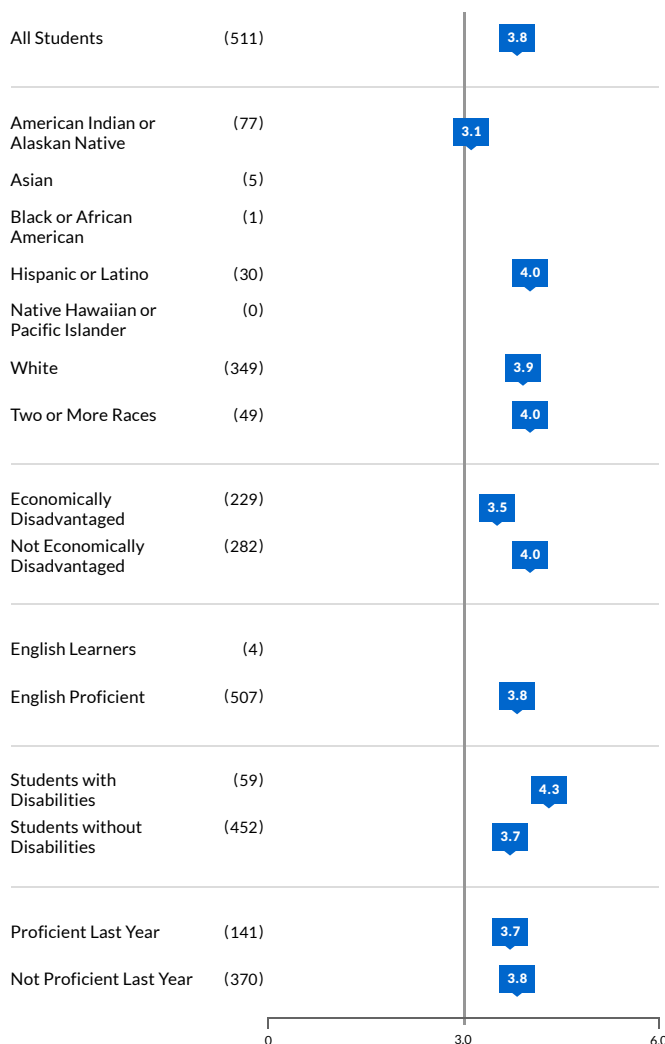 All Students (511) 3.8
American Indian or (77)
Alaskan Native 3.1
Asian (5)
Black or African (1)
American
Hispanic or Latino (30) 4.0
Native Hawaiian or (0)
Pacific Islander
White (349) 3.9
Two or More Races (49) 4.0
Economically (229)
Disadvantaged 3.5
Not Economically (282)
Disadvantaged 4.0
English Learners (4)
English Proficient (507) 3.8
Students with (59)
Disabilities 4.3
Students without (452)
Disabilities 3.7
Proficient Last Year (141) 3.7
Not Proficient Last Year (370) 3.8
0 3.0 6.0